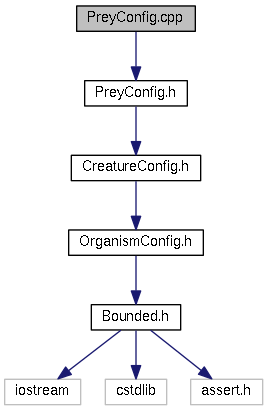 PreyConfig.cpp
PreyConfig.h
CreatureConfig.h
OrganismConfig.h
Bounded.h
iostream
cstdlib
assert.h